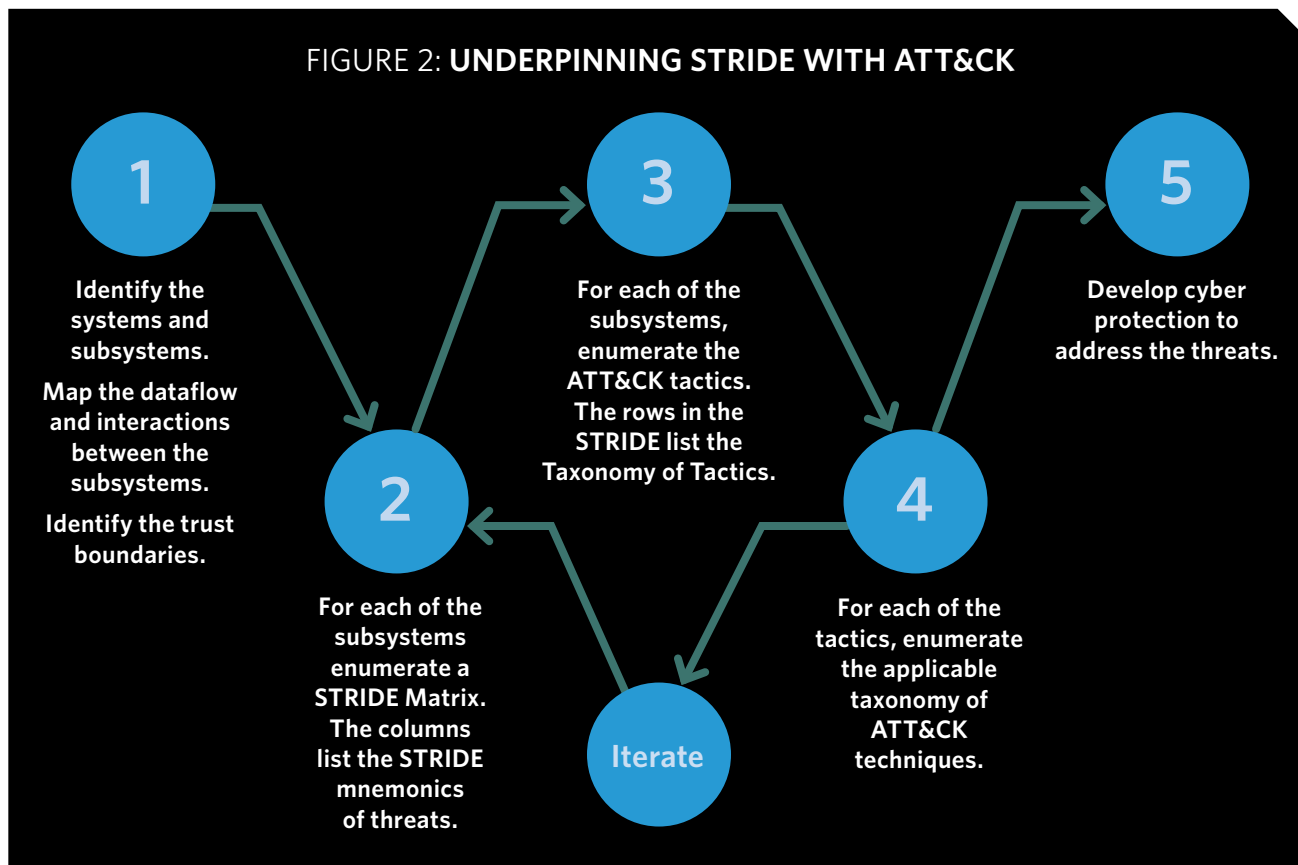 FIGURE 2: UNDERPINNING STRIDE WITH ATT&CK
1
Identify the
systems and
subsystems.
Map the dataflow
and interactions
between the
subsystems.
Identify the trust
boundaries.
2
For each of the
subsystems
enumerate a
STRIDE Matrix.
The columns
list the STRIDE
mnemonics
of threats.
3
For each of the
subsystems,
enumerate the
ATT&CK tactics.
The rows in the
STRIDE list the
Taxonomy of Tactics.
4
For each of the
tactics, enumerate
the applicable
taxonomy of
ATT&CK
techniques.
Iterate
5
Develop cyber
protection to
address the threats.